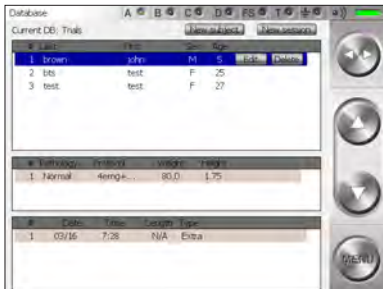 Database A B C D FS T
Current DB: Trials New subject New session
# Last First Sex Age
1 brown john M S Edit Delete
2 bts test F 25
3 test test F 27
# Pathology Protocol Weight Height
1 Normal 4emg+... 80.0 1.75
# Date Time Length Type
1 03/16 7:28 N/A Extra
MENU